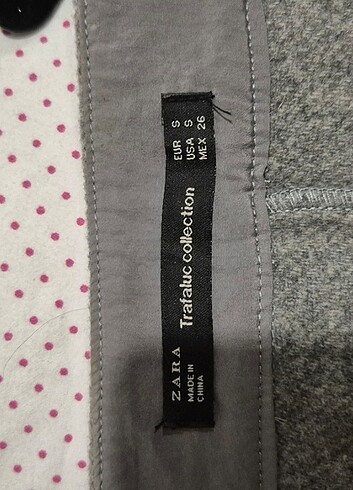 ZARA
MADE IN
CHINA
Trafaluc collection
EUR S
USA S
MEX 26